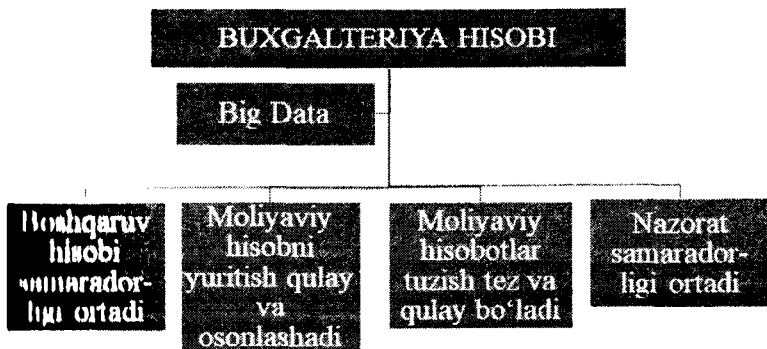 BUXGALTERIYA HISOBI
Big Data
Boshqaruv
hisobi
samarador-
ligi ortadi
Moliyaviy
hisobni
yuritish qulay
va
osonlashadi
Moliyaviy
hisobotlar
tuzish tez va
qulay bo‘ladi
Nazorat
samarador-
ligi ortadi